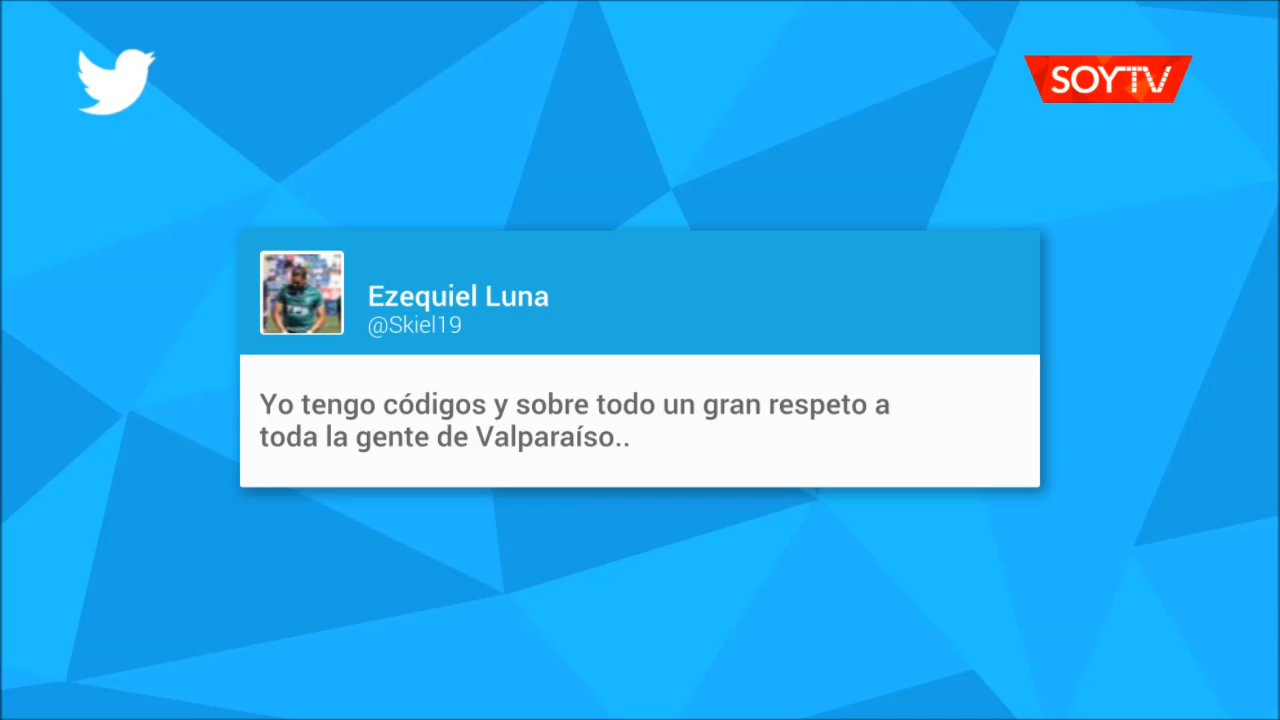 SOYTV
Ezequiel Luna
@Skiel19
Yo tengo códigos y sobre todo un gran respeto a
toda la gente de Valparaíso..